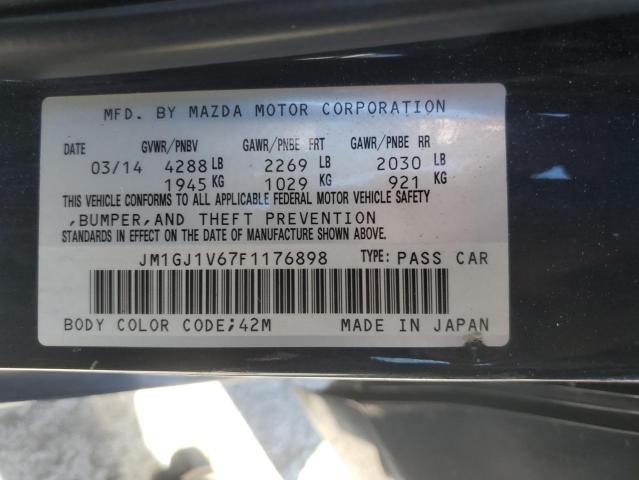 MFD. BY MAZDA MOTOR CORPORATION
DATE GVWR/PNBV GAWR/PNBE FRT GAWR/PNBE RR
03/14 4288 LB 2269 LB 2030 LB
1945 KG 1029 KG 921 KG
THIS VEHICLE CONFORMS TO ALL APPLICABLE FEDERAL MOTOR VEHICLE SAFETY
,BUMPER,AND THEFT PREVENTION
STANDARDS IN EFFECT ON THE DATE OF MANUFACTURE SHOWN ABOVE.
JM1GJ1V67F1176898 TYPE: PASS CAR
BODY COLOR CODE;42M MADE IN JAPAN